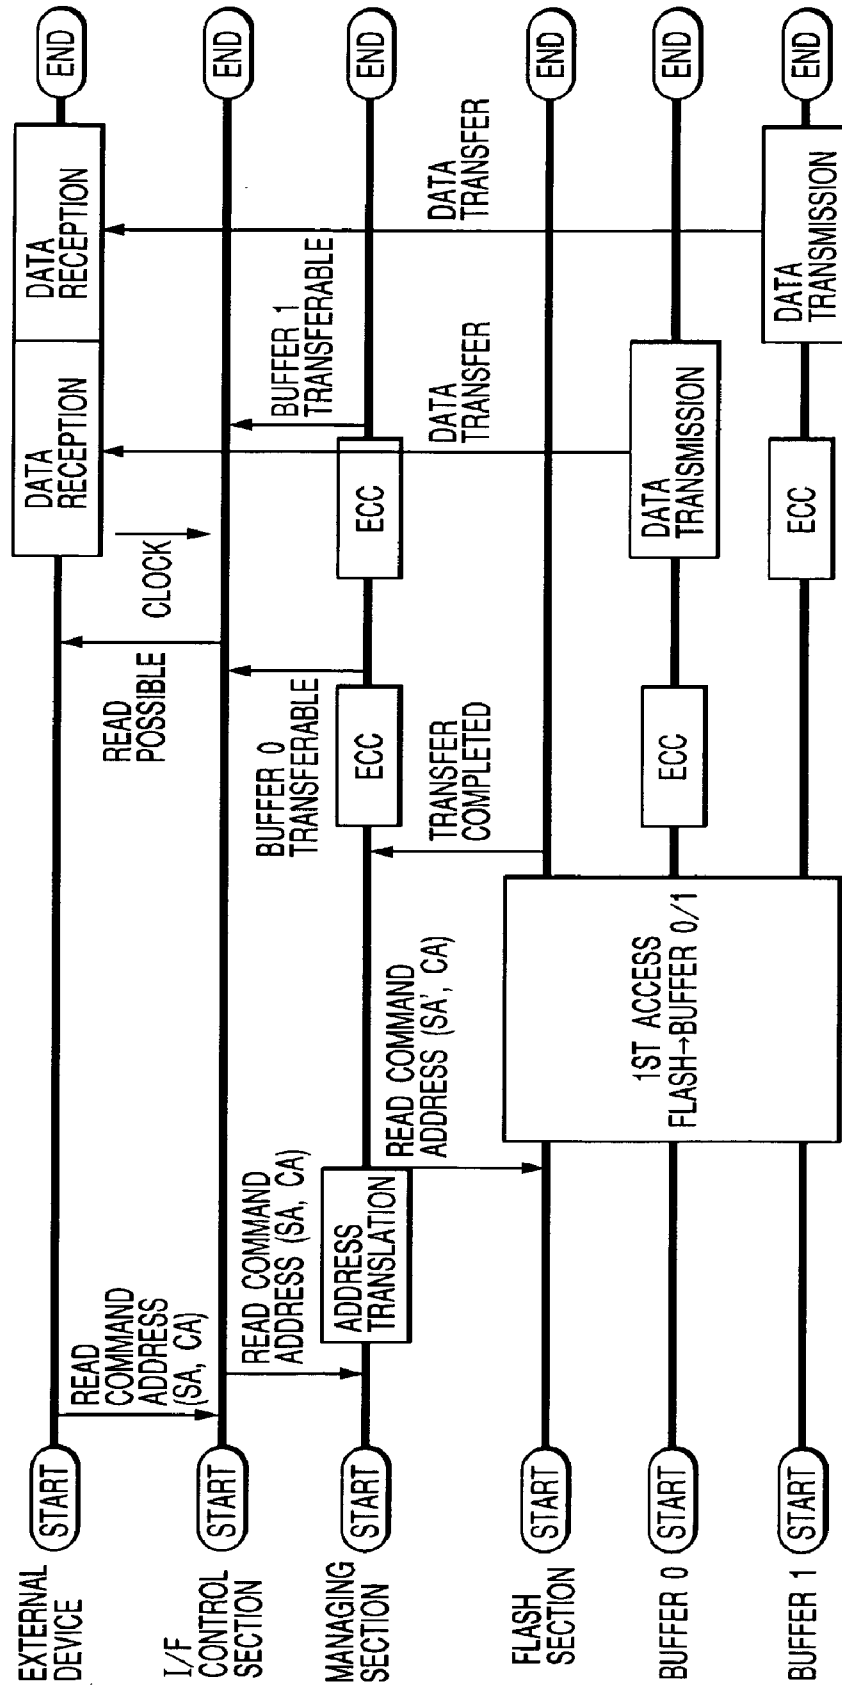 EXTERNAL
DEVICE
START
READ
COMMAND
ADDRESS
(SA, CA)
READ
POSSIBLE
CLOCK
DATA
RECEPTION
DATA
RECEPTION
END
I/F
CONTROL
SECTION
START
READ COMMAND
ADDRESS (SA, CA)
BUFFER 0
TRANSFERABLE
BUFFER 1
TRANSFERABLE
END
MANAGING
SECTION
START
ADDRESS
TRANSLATION
READ COMMAND
ADDRESS (SA', CA)
ECC
TRANSFER
COMPLETED
ECC
DATA
TRANSFER
DATA
TRANSFER
END
FLASH
SECTION
START
1ST ACCESS
FLASH→BUFFER 0/1
END
BUFFER 0
START
ECC
DATA
TRANSMISSION
END
BUFFER 1
START
ECC
DATA
TRANSMISSION
END